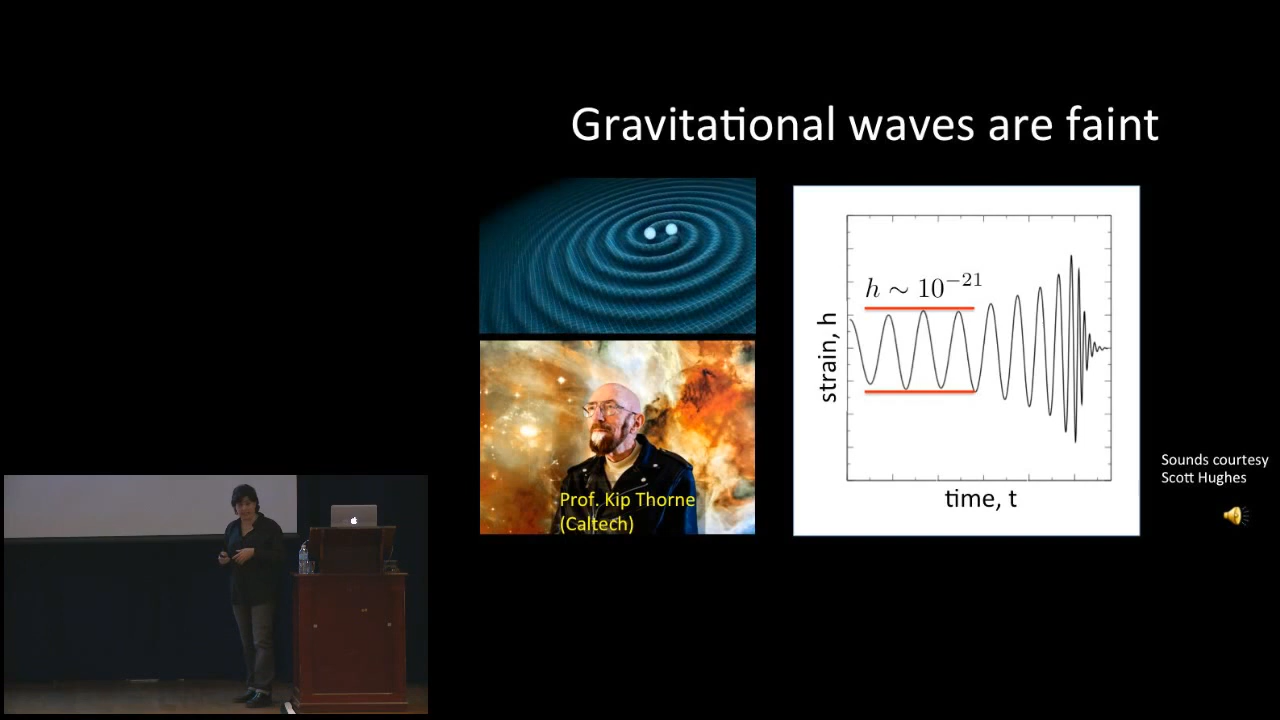 Gravitational waves are faint
h ∼ 10⁻²¹
strain, h
time, t
Prof. Kip Thorne
(Caltech)
Sounds courtesy
Scott Hughes